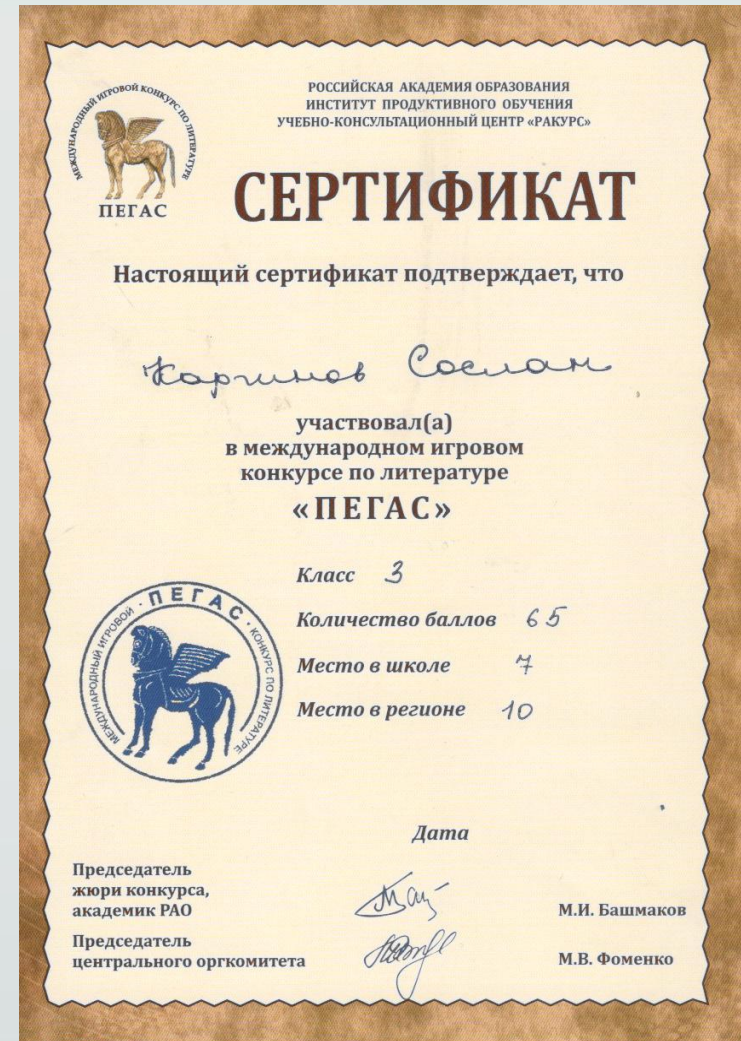 МЕЖДУНАРОДНЫЙ ИГРОВОЙ КОНКУРС ПО ЛИТЕРАТУРЕ
ПЕГАС
РОССИЙСКАЯ АКАДЕМИЯ ОБРАЗОВАНИЯ
ИНСТИТУТ ПРОДУКТИВНОГО ОБУЧЕНИЯ
УЧЕБНО-КОНСУЛЬТАЦИОННЫЙ ЦЕНТР «РАКУРС»
СЕРТИФИКАТ
Настоящий сертификат подтверждает, что
Каргинов Сослан
участвовал(а)
в международном игровом
конкурсе по литературе
«ПЕГАС»
Класс 3
Количество баллов 65
Место в школе 7
Место в регионе 10
МЕЖДУНАРОДНЫЙ ИГРОВОЙ · ПЕГАС · КОНКУРС ПО ЛИТЕРАТУРЕ
Дата
Председатель
жюри конкурса,
академик РАО
М.И. Башмаков
Председатель
центрального оргкомитета
М.В. Фоменко